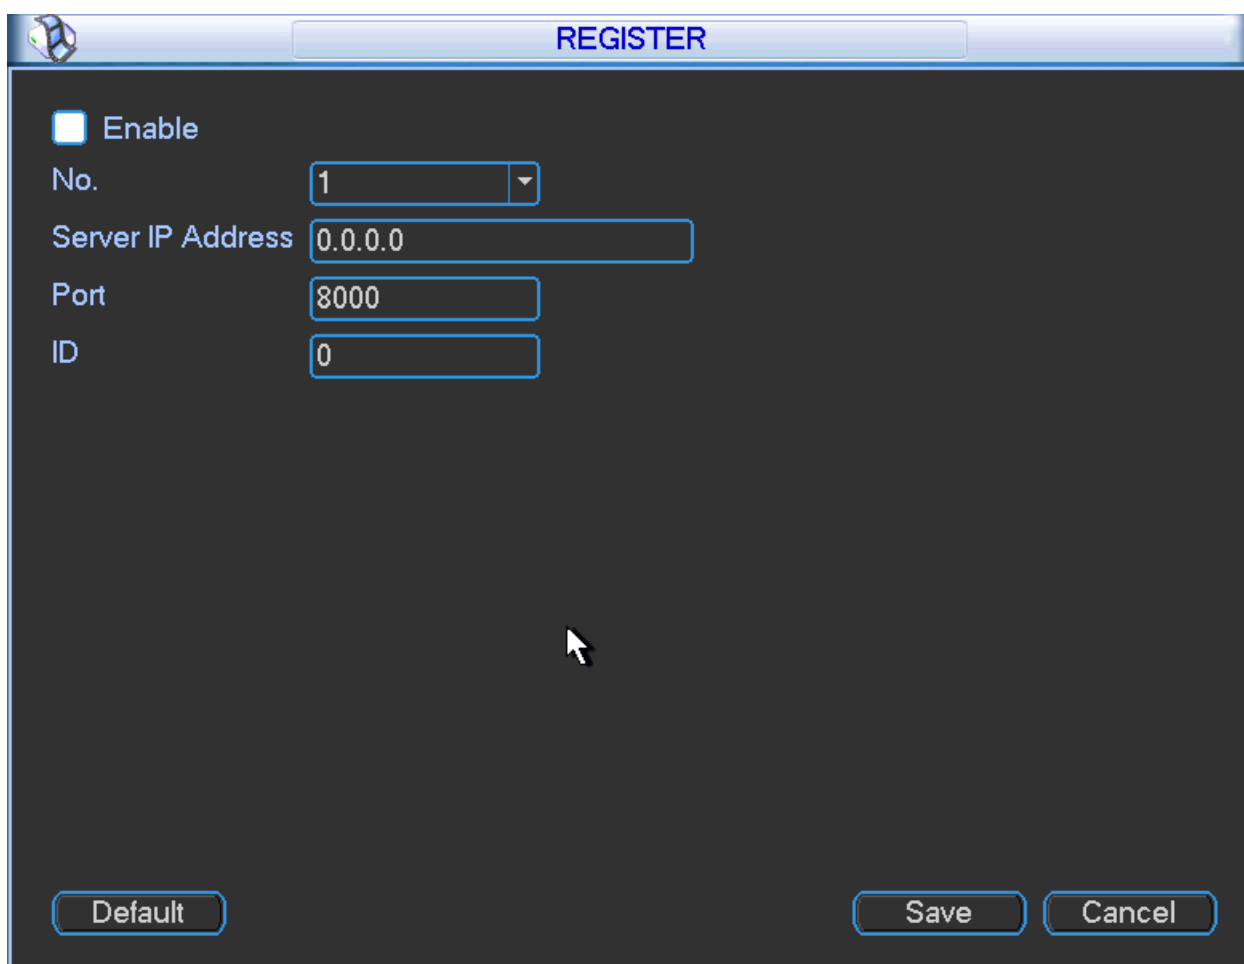 REGISTER
Enable
No. 1
Server IP Address 0.0.0.0
Port 8000
ID 0
Default Save Cancel